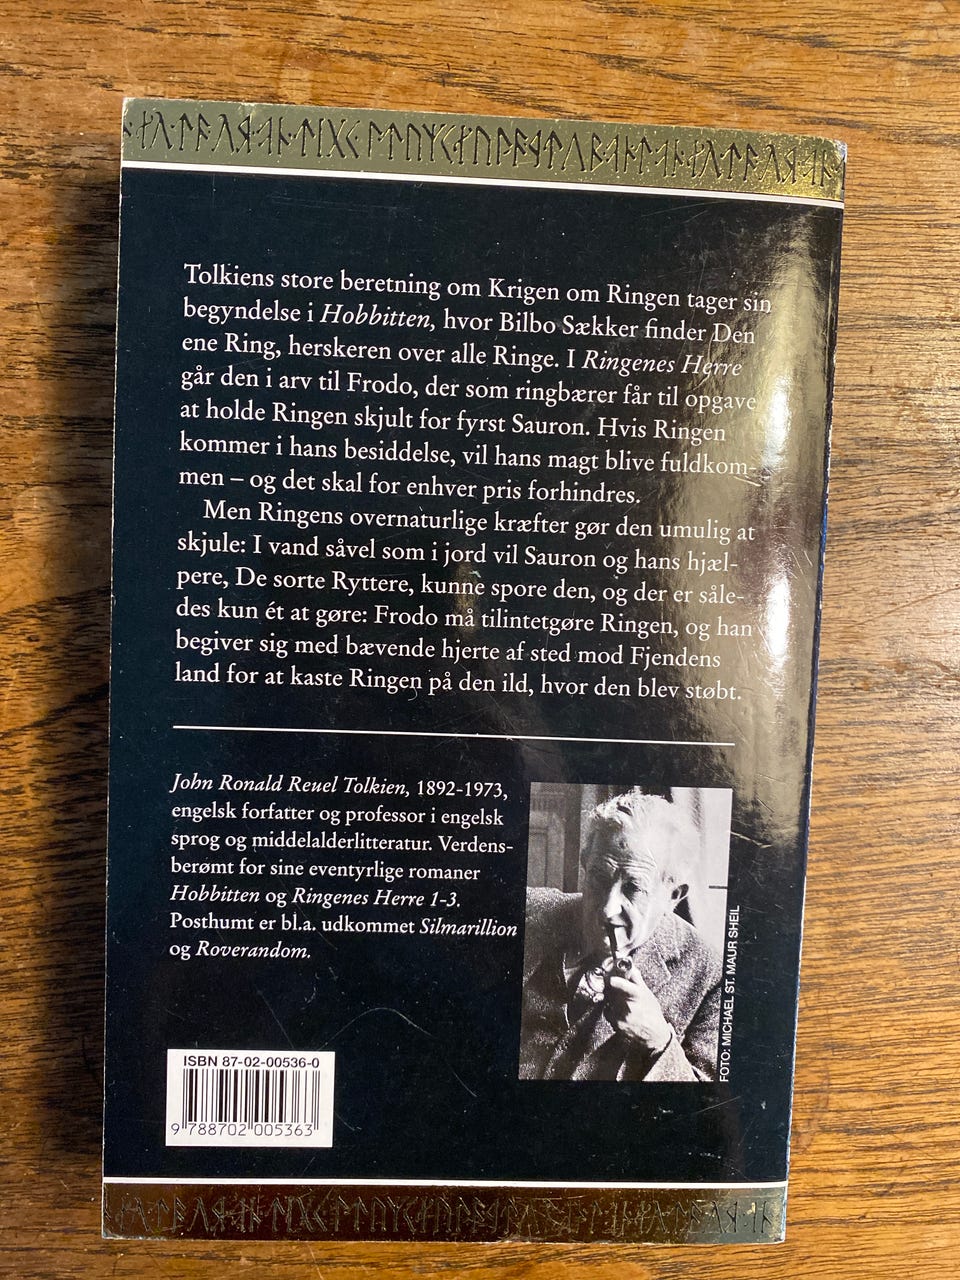 Tolkiens store beretning om Krigen om Ringen tager sin
begyndelse i Hobbitten, hvor Bilbo Sækker finder Den
ene Ring, herskeren over alle Ringe. I Ringenes Herre
går den i arv til Frodo, der som ringbærer får til opgave
at holde Ringen skjult for fyrst Sauron. Hvis Ringen
kommer i hans besiddelse, vil hans magt blive fuldkom-
men – og det skal for enhver pris forhindres.
Men Ringens overnaturlige kræfter gør den umulig at
skjule: I vand såvel som i jord vil Sauron og hans hjæl-
pere, De sorte Ryttere, kunne spore den, og der er såle-
des kun ét at gøre: Frodo må tilintetgøre Ringen, og han
begiver sig med bævende hjerte af sted mod Fjendens
land for at kaste Ringen på den ild, hvor den blev støbt.
John Ronald Reuel Tolkien, 1892-1973,
engelsk forfatter og professor i engelsk
sprog og middelalderlitteratur. Verdens-
berømt for sine eventyrlige romaner
Hobbitten og Ringenes Herre 1-3.
Posthumt er bl.a. udkommet Silmarillion
og Roverandom.
FOTO: MICHAEL ST. MAUR SHEIL
ISBN 87-02-00536-0
9 788702 005363